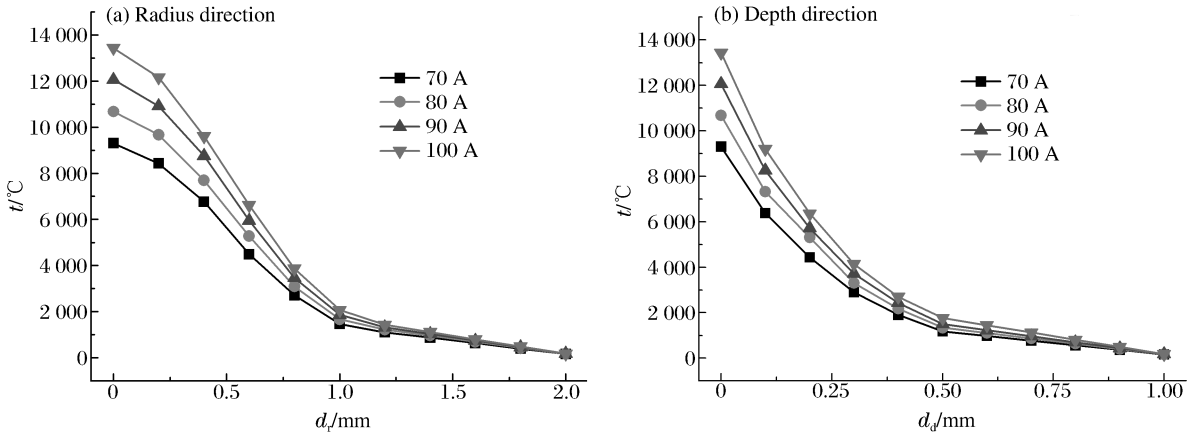 (a) Radius direction
14 000
12 000
10 000
8 000
6 000
4 000
2 000
0
t/℃
70 A
80 A
90 A
100 A
0 0.5 1.0 1.5 2.0
dr/mm
(b) Depth direction
14 000
12 000
10 000
8 000
6 000
4 000
2 000
0
t/℃
70 A
80 A
90 A
100 A
0 0.25 0.50 0.75 1.00
dd/mm